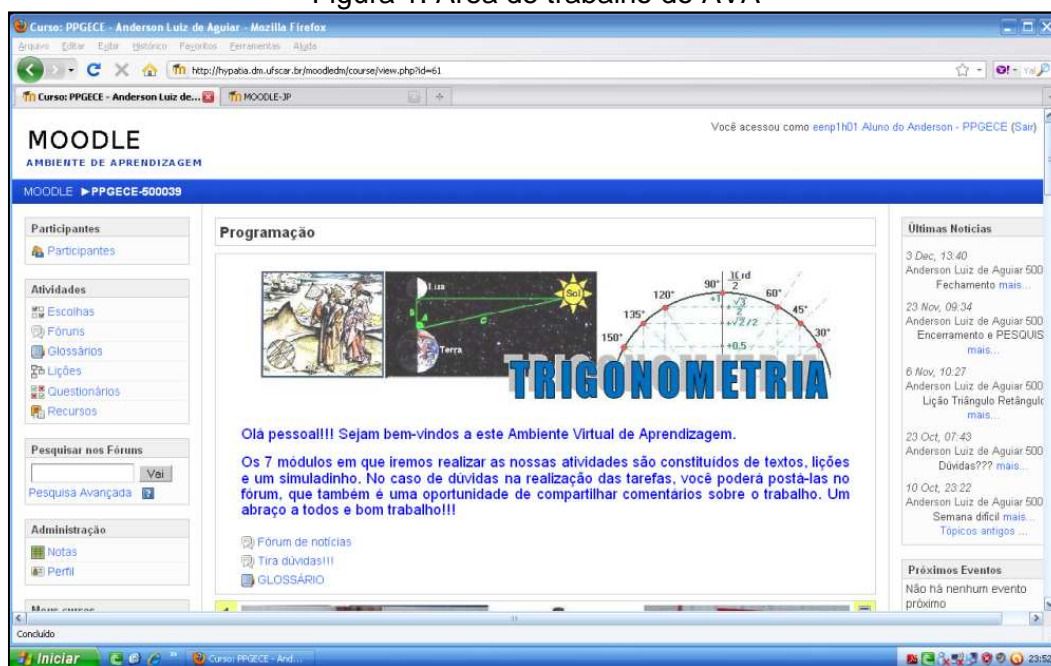 Figura 1: Área de trabalho do AVA
Curso: PPGECE - Anderson Luiz de Aguiar - Mozilla Firefox
Arquivo Editar Exibir Histórico Favoritos Ferramentas Ajuda
http://hypatia.dm.ufscar.br/moodledm/course/view.php?id=61
Curso: PPGECE - Anderson Luiz de...
MOODLE-JP
MOODLE
AMBIENTE DE APRENDIZAGEM
Você acessou como eenp1h01 Aluno do Anderson - PPGECE (Sair)
MOODLE ►PPGECE-500039
Participantes
Participantes
Atividades
Escolhas
Fóruns
Glossários
Lições
Questionários
Recursos
Pesquisar nos Fóruns
Vai
Pesquisa Avançada
Administração
Notas
Perfil
Meus cursos
Programação
Lua
Sol
Terra
150° 135° 120° 90° 60° 45° 30°
+1
√3/2
+√2/2
+0,5
TRIGONOMETRIA
Olá pessoal!!! Sejam bem-vindos a este Ambiente Virtual de Aprendizagem.
Os 7 módulos em que iremos realizar as nossas atividades são constituídos de textos, lições
e um simuladinho. No caso de dúvidas na realização das tarefas, você poderá postá-las no
fórum, que também é uma oportunidade de compartilhar comentários sobre o trabalho. Um
abraço a todos e bom trabalho!!!
Fórum de notícias
Tira dúvidas!!!
GLOSSÁRIO
Últimas Notícias
3 Dec, 13:40
Anderson Luiz de Aguiar 500
Fechamento mais...
23 Nov, 09:34
Anderson Luiz de Aguiar 500
Encerramento e PESQUIS
mais...
6 Nov, 10:27
Anderson Luiz de Aguiar 500
Lição Triângulo Retângulo
mais...
23 Oct, 07:43
Anderson Luiz de Aguiar 500
Dúvidas??? mais...
10 Oct, 23:22
Anderson Luiz de Aguiar 500
Semana difícil mais...
Tópicos antigos ...
Próximos Eventos
Não há nenhum evento
próximo
Concluído
Iniciar
Curso: PPGECE - And...
23:52